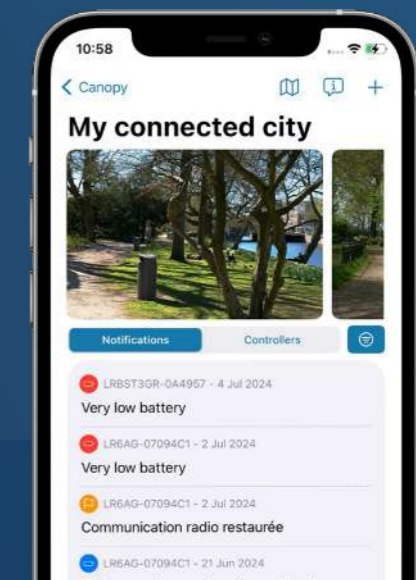 10:58
Canopy
My connected city
Notifications
Controllers
LRBST3GR-0A4957 - 4 Jul 2024
Very low battery
LR6AG-07094C1 - 2 Jul 2024
Very low battery
LR6AG-07094C1 - 2 Jul 2024
Communication radio restaurée
LR6AG-07094C1 - 21 Jun 2024